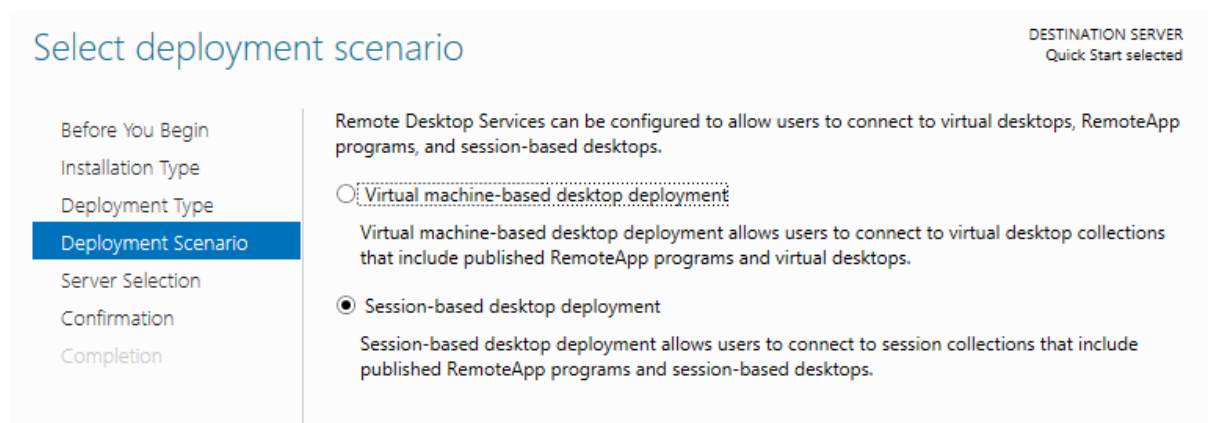 Select deployment scenario
DESTINATION SERVER
Quick Start selected
Before You Begin
Installation Type
Deployment Type
Deployment Scenario
Server Selection
Confirmation
Completion
Remote Desktop Services can be configured to allow users to connect to virtual desktops, RemoteApp
programs, and session-based desktops.
Virtual machine-based desktop deployment
Virtual machine-based desktop deployment allows users to connect to virtual desktop collections
that include published RemoteApp programs and virtual desktops.
Session-based desktop deployment
Session-based desktop deployment allows users to connect to session collections that include
published RemoteApp programs and session-based desktops.